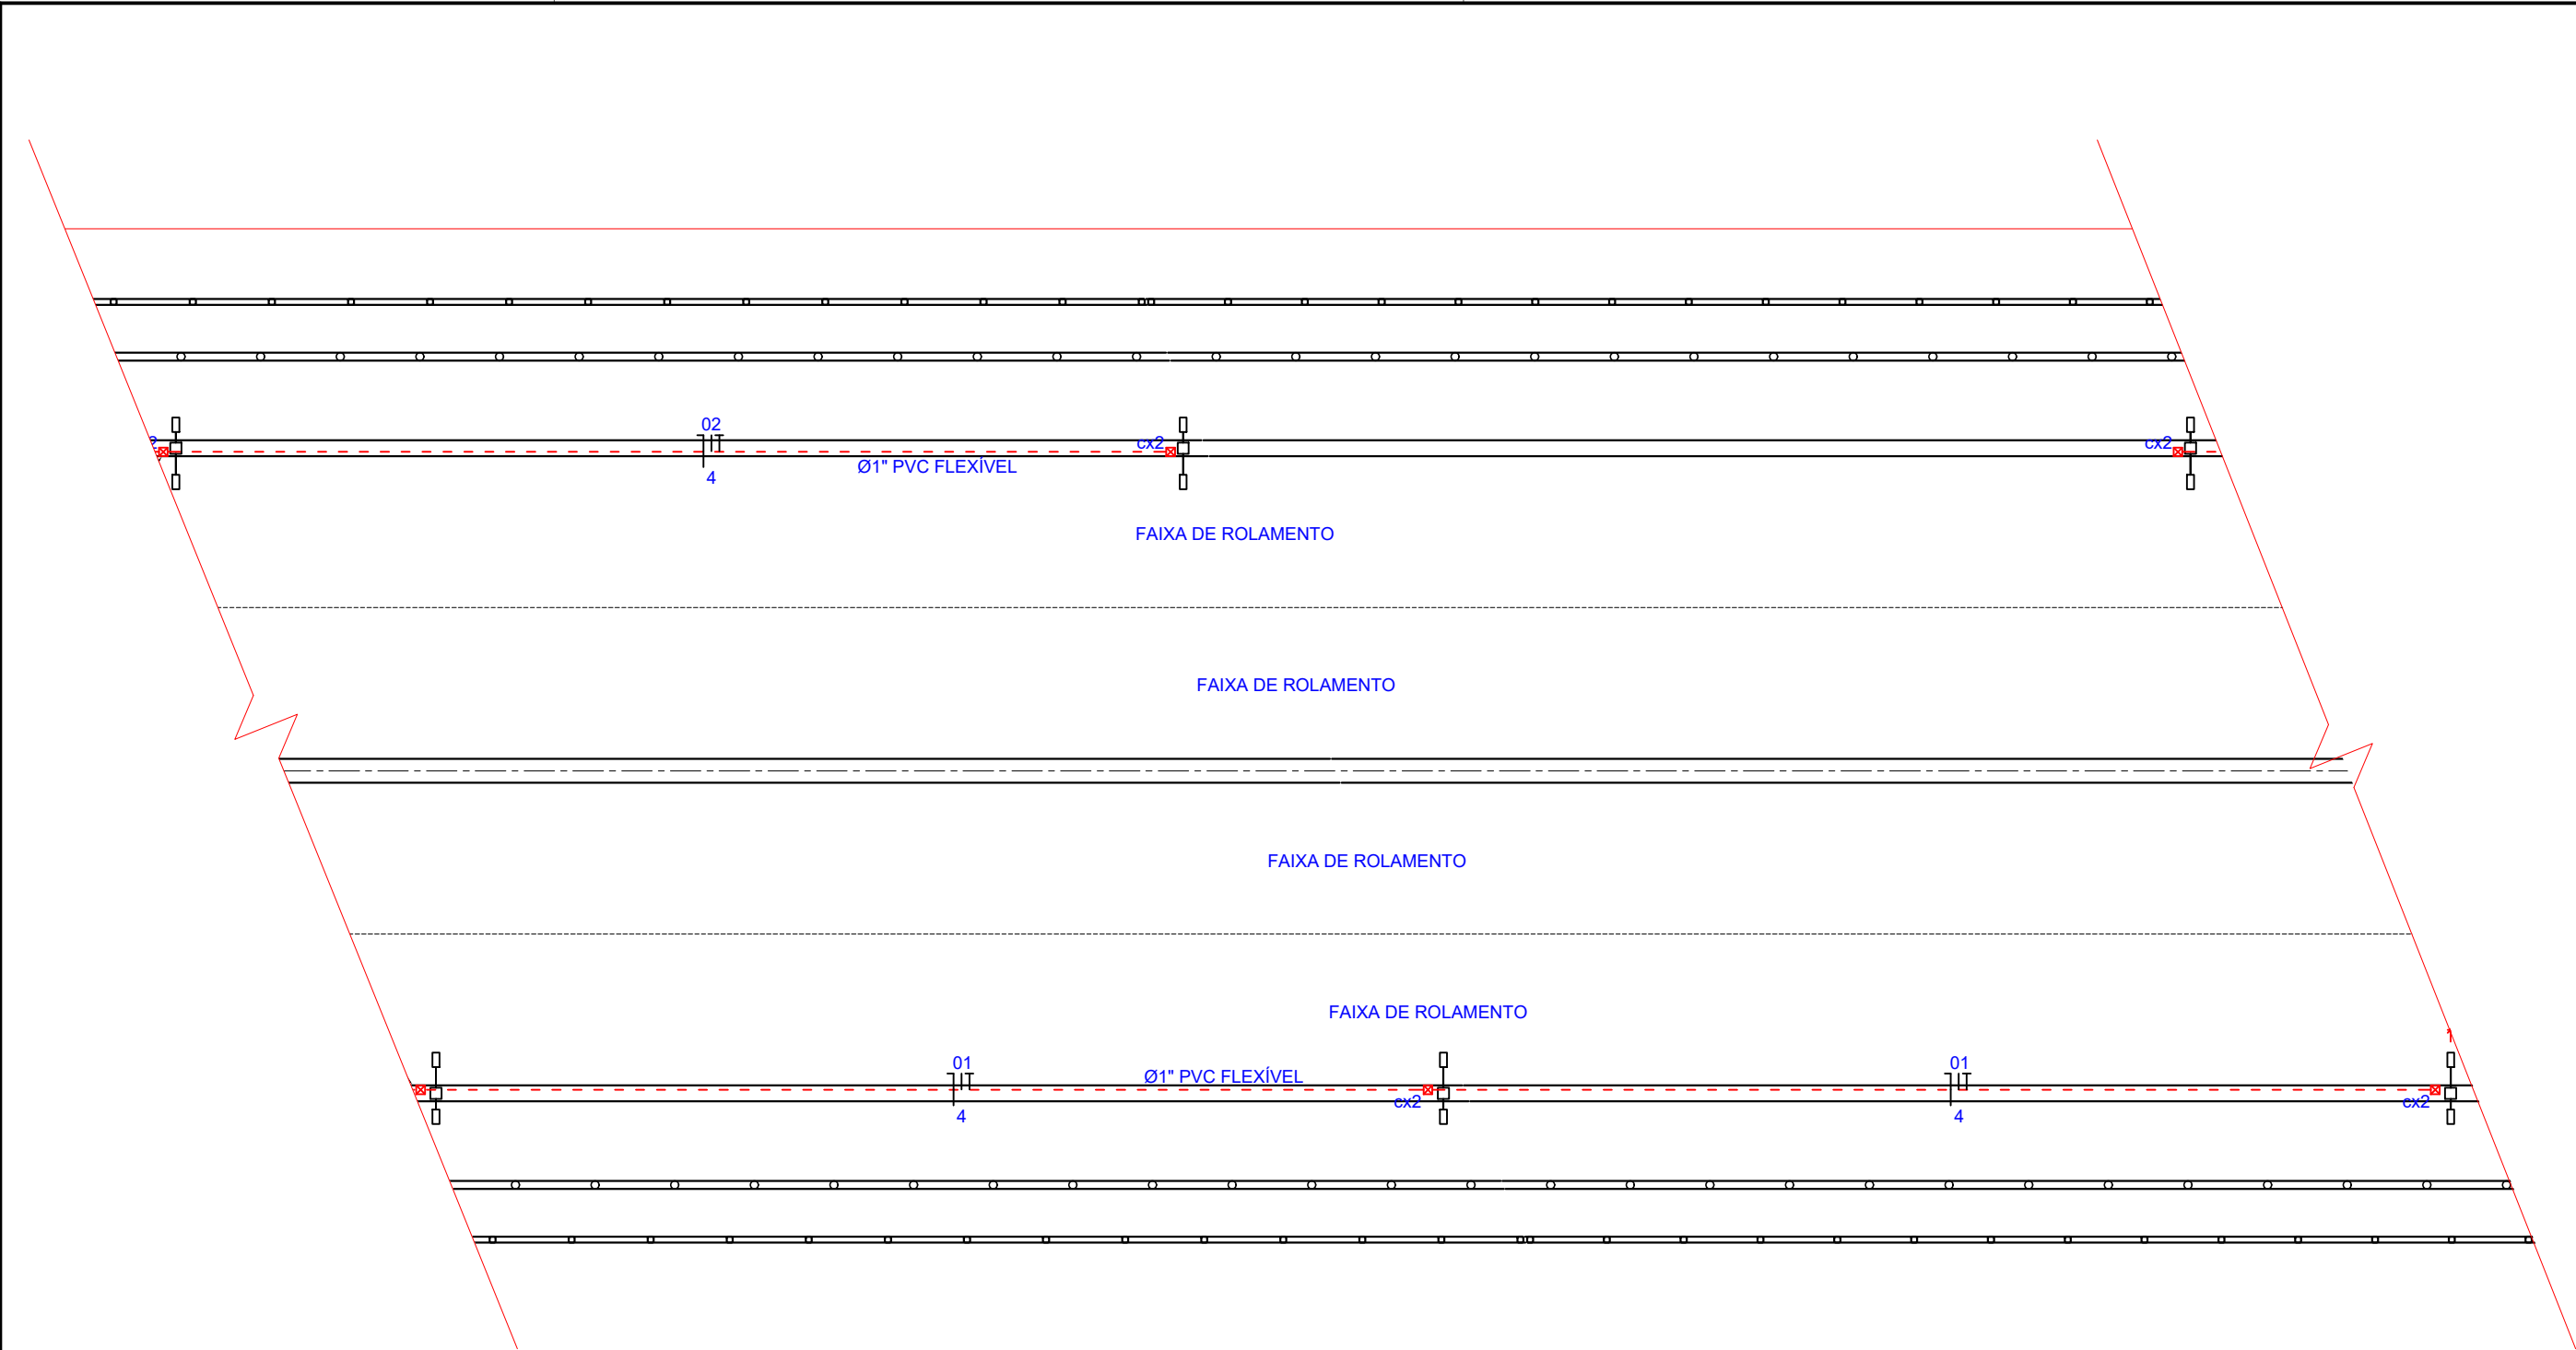 02
cx2
cx2
Ø1" PVC FLEXÍVEL
4
FAIXA DE ROLAMENTO
FAIXA DE ROLAMENTO
FAIXA DE ROLAMENTO
FAIXA DE ROLAMENTO
01
Ø1" PVC FLEXÍVEL
01
cx2
cx2
4
4